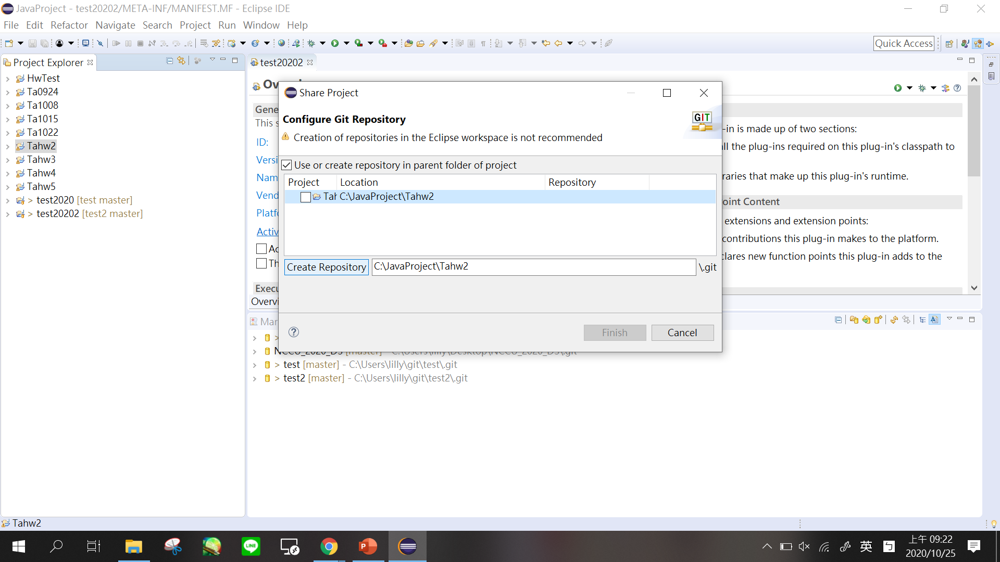 JavaProject - test20202/META-INF/MANIFEST.MF - Eclipse IDE
File Edit Refactor Navigate Search Project Run Window Help
Quick Access
Project Explorer
test20202
HwTest
Ta0924
Ta1008
Ta1015
Ta1022
Tahw2
Tahw3
Tahw4
Tahw5
> test2020 [test master]
> test20202 [test2 master]
Gene
This s
ID:
Versi
Nam
Vend
Platf
Activ
Ac
Th
Execu
Overvi
Share Project
Configure Git Repository
GIT
Creation of repositories in the Eclipse workspace is not recommended
Use or create repository in parent folder of project
Project Location Repository
Tah C:\JavaProject\Tahw2
Create Repository C:\JavaProject\Tahw2 \.git
Finish Cancel
-in is made up of two sections:
ll the plug-ins required on this plug-in's classpath to
raries that make up this plug-in's runtime.
oint Content
extensions and extension points:
contributions this plug-in makes to the platform.
clares new function points this plug-in adds to the
Mar
>
NCCU_2020_DS [master] - C:\Users\lilly\Desktop\NCCU_2020_DS\.git
> test [master] - C:\Users\lilly\git\test\.git
> test2 [master] - C:\Users\lilly\git\test2\.git
Tahw2
LINE
英
ㄅ
上午 09:22
2020/10/25